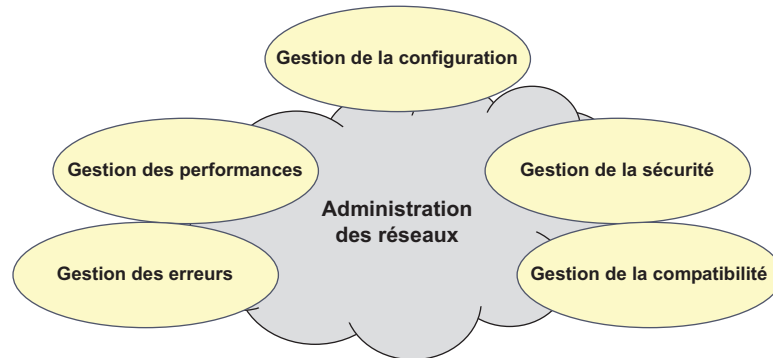 Gestion de la configuration
Gestion des performances
Gestion de la sécurité
Administration
des réseaux
Gestion des erreurs
Gestion de la compatibilité